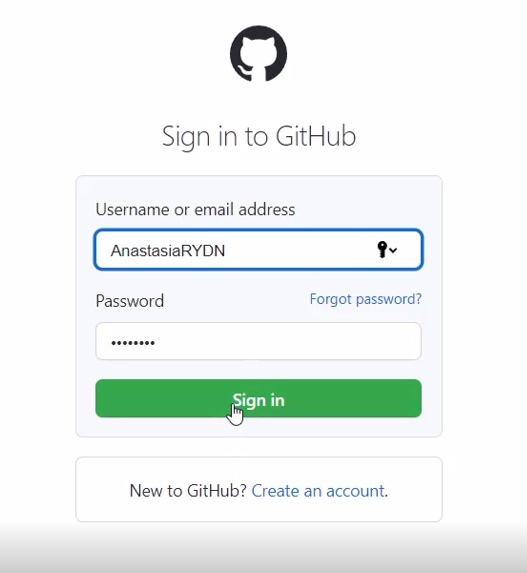 Sign in to GitHub
Username or email address
AnastasiaRYDN
Password Forgot password?
••••••••
Sign in
New to GitHub? Create an account.